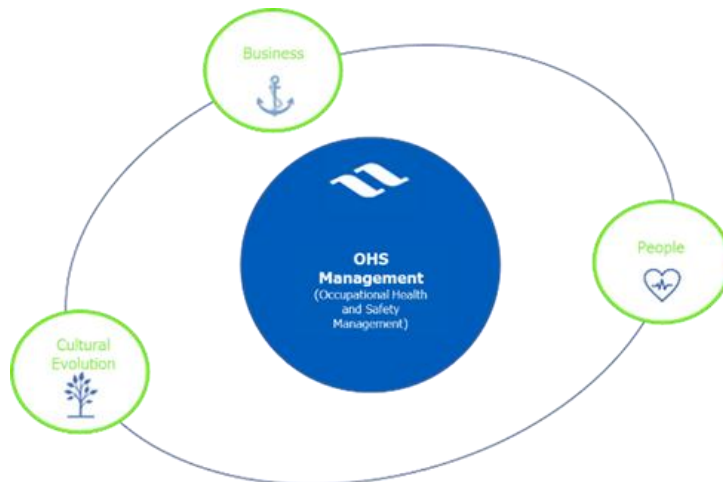 Business
People
OHS
Management
(Occupational Health
and Safety
Management)
Cultural
Evolution